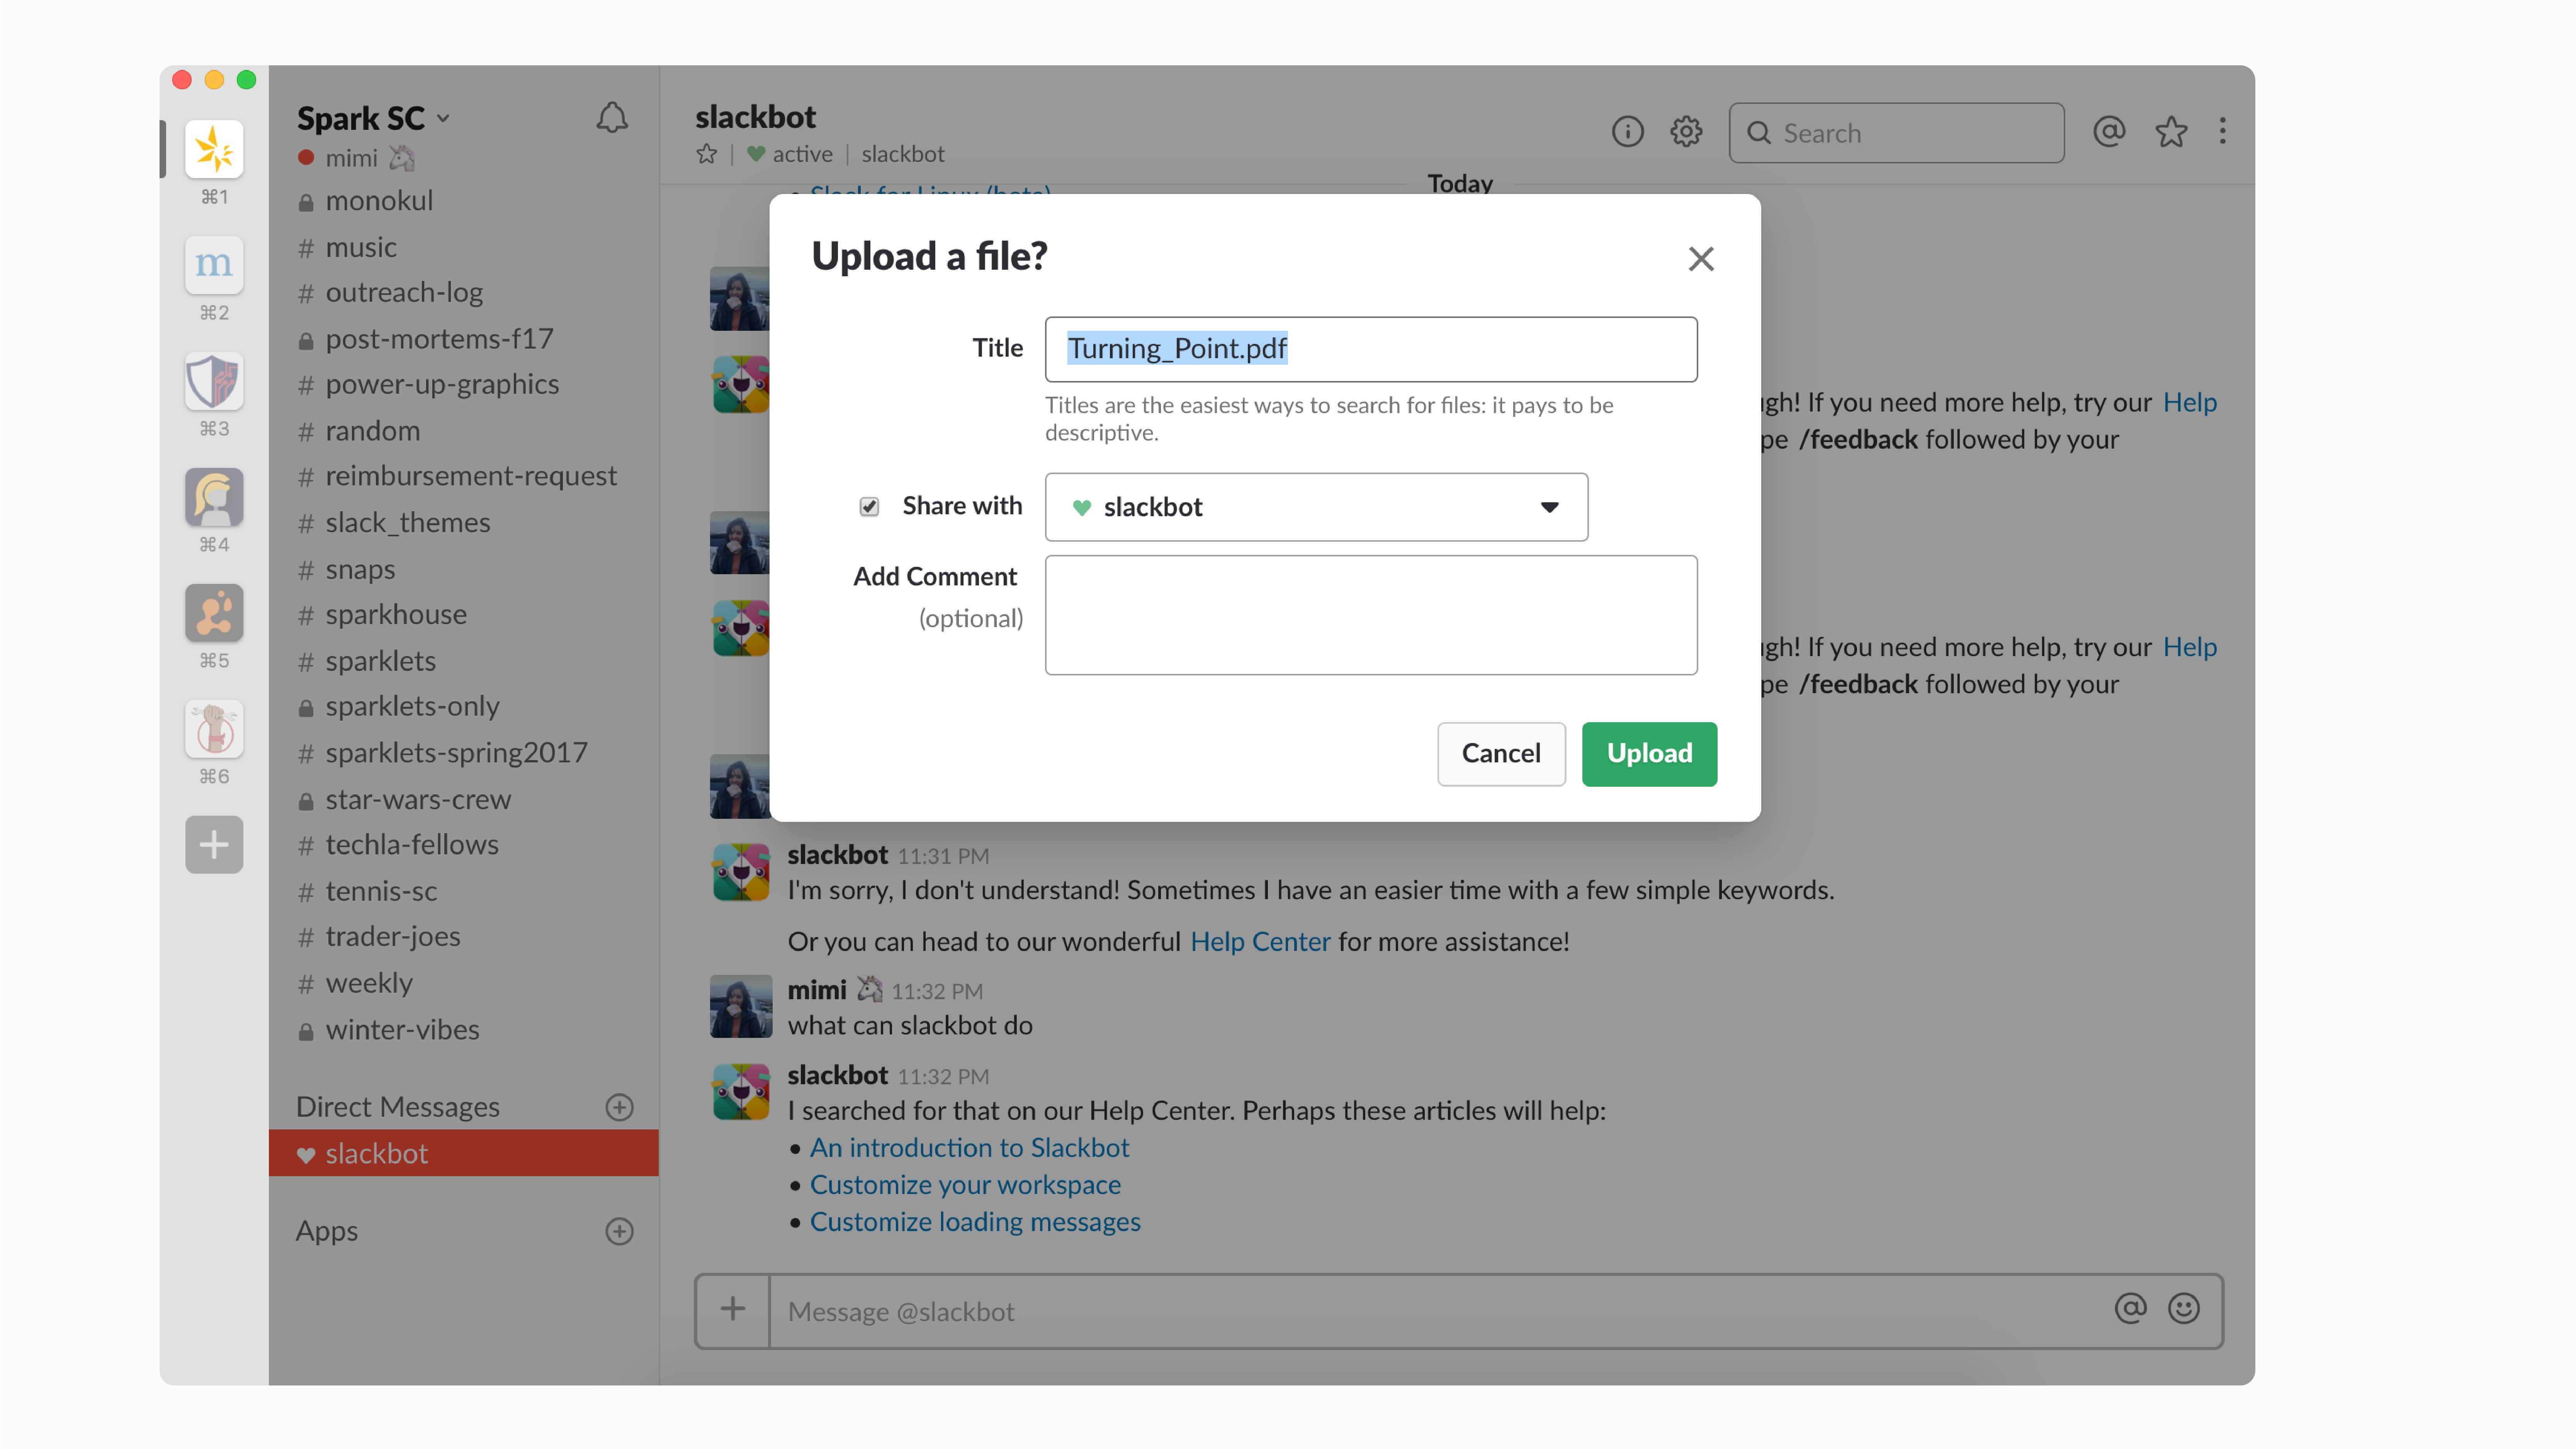 ⌘1
m
⌘2
⌘3
⌘4
⌘5
⌘6
Spark SC
mimi
monokul
# music
# outreach-log
post-mortems-f17
# power-up-graphics
# random
# reimbursement-request
# slack_themes
# snaps
# sparkhouse
# sparklets
sparklets-only
# sparklets-spring2017
star-wars-crew
# techla-fellows
# tennis-sc
# trader-joes
# weekly
winter-vibes
Direct Messages
slackbot
Apps
slackbot
active | slackbot
Search
Today
• Slack for Linux (beta)
Upload a file?
Title
Turning_Point.pdf
Titles are the easiest ways to search for files: it pays to be
descriptive.
Share with
slackbot
Add Comment
(optional)
Cancel
Upload
If you need more help, try our Help
/feedback followed by your
If you need more help, try our Help
/feedback followed by your
slackbot 11:31 PM
I'm sorry, I don't understand! Sometimes I have an easier time with a few simple keywords.
Or you can head to our wonderful Help Center for more assistance!
mimi 11:32 PM
what can slackbot do
slackbot 11:32 PM
I searched for that on our Help Center. Perhaps these articles will help:
• An introduction to Slackbot
• Customize your workspace
• Customize loading messages
Message @slackbot